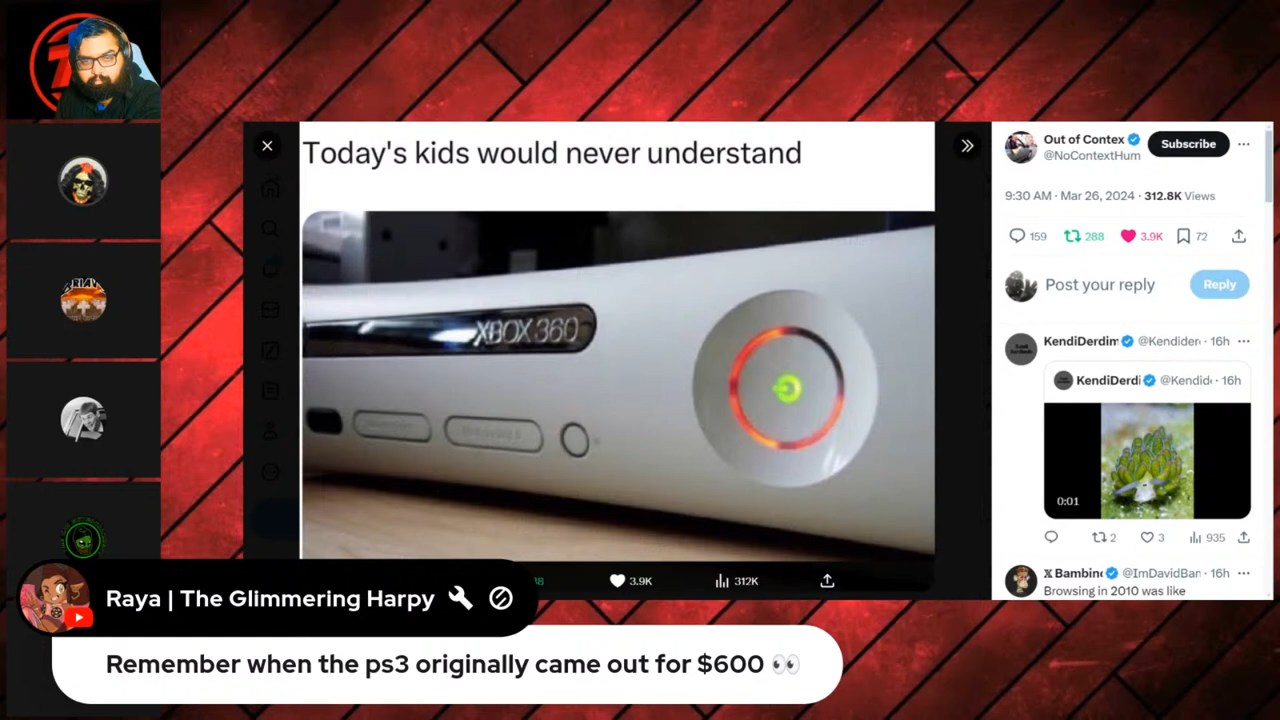 Today's kids would never understand
XBOX 360
Out of Contex
@NoContextHum
Subscribe
9:30 AM · Mar 26, 2024 · 312.8K Views
159 288 3.9K 72
Post your reply
Reply
KendiDerdim @Kendider · 16h
KendiDerdi @Kendid · 16h
0:01
2 3 935
X Bambino @ImDavidBar · 16h
Browsing in 2010 was like
3.9K 312K
Raya | The Glimmering Harpy
Remember when the ps3 originally came out for $600 👀